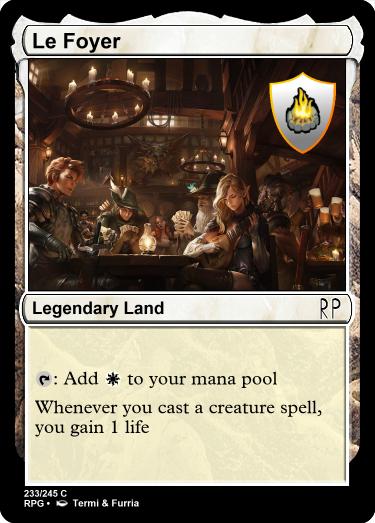 Le Foyer
Legendary Land
RP
: Add to your mana pool
Whenever you cast a creature spell,
you gain 1 life
233/245 C
RPG • Termi & Furria